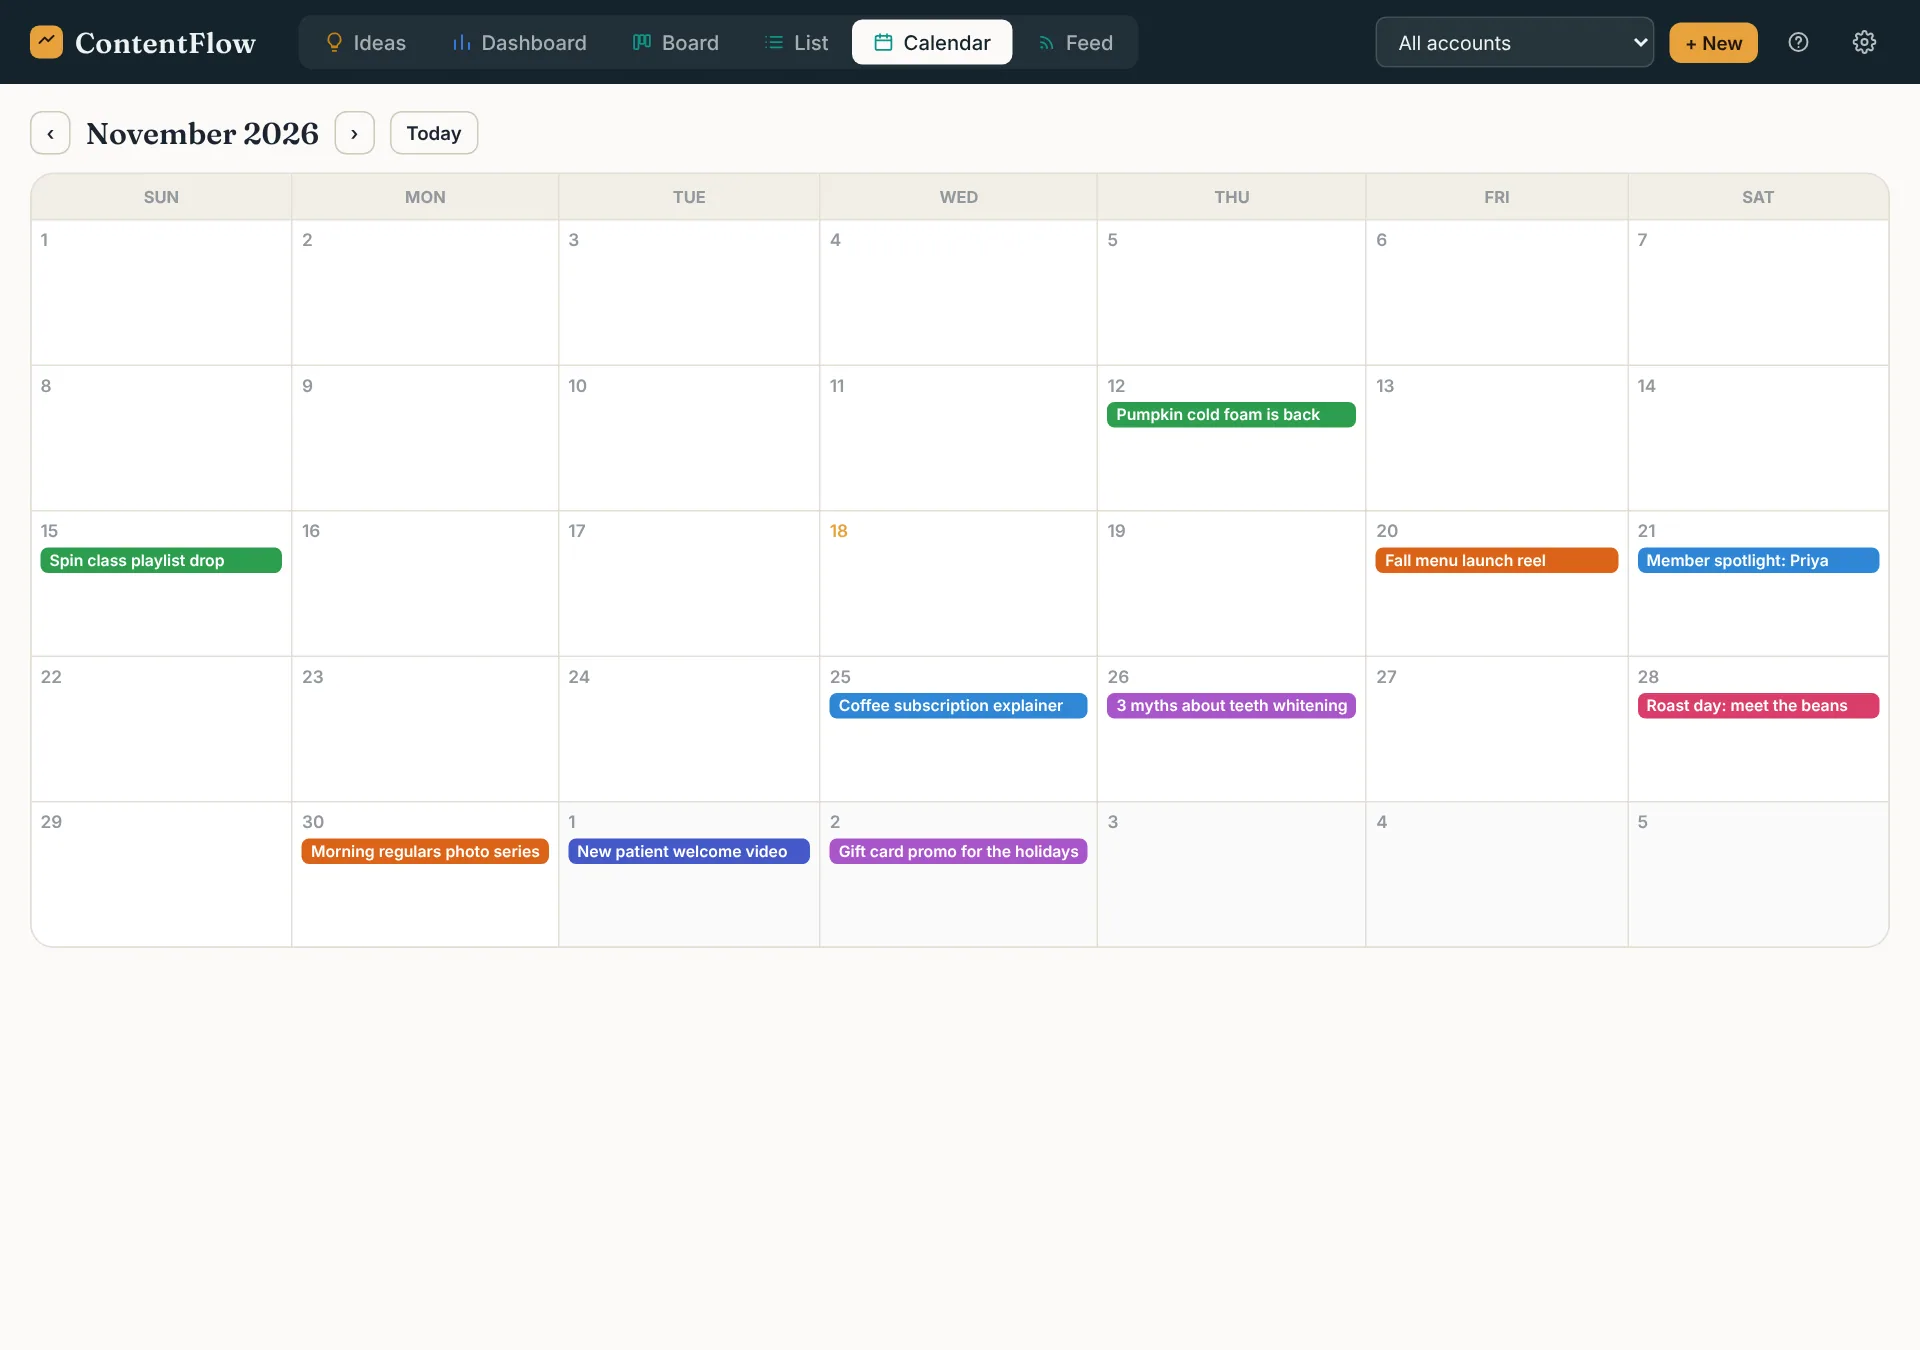 ContentFlow
Ideas
Dashboard
Board
List
Calendar
Feed
All accounts
+ New
‹
November 2026
›
Today
SUN MON TUE WED THU FRI SAT
1 2 3 4 5 6 7
8 9 10 11 12 13 14
Pumpkin cold foam is back
15 16 17 18 19 20 21
Spin class playlist drop
Fall menu launch reel
Member spotlight: Priya
22 23 24 25 26 27 28
Coffee subscription explainer
3 myths about teeth whitening
Roast day: meet the beans
29 30 1 2 3 4 5
Morning regulars photo series
New patient welcome video
Gift card promo for the holidays